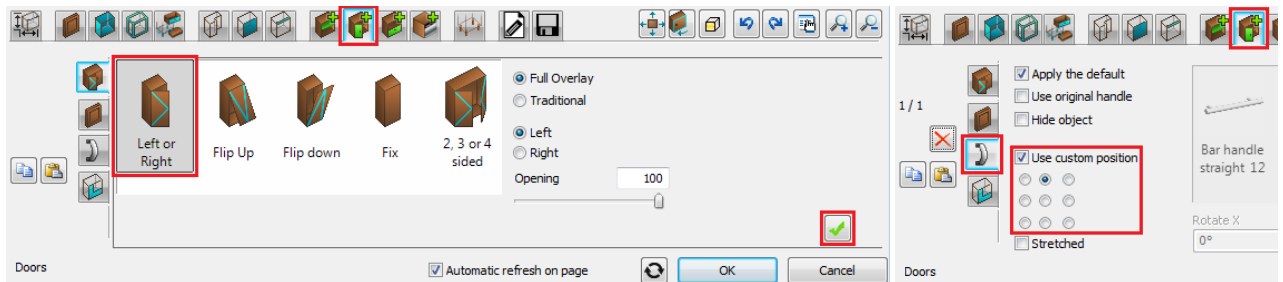 Left or
Right
Flip Up
Flip down
Fix
2, 3 or 4
sided
Full Overlay
Traditional
Left
Right
Opening
100
Doors
Automatic refresh on page
OK
Cancel
1 / 1
Apply the default
Use original handle
Hide object
Use custom position
Stretched
Bar handle
straight 12
Rotate X
0°
Doors